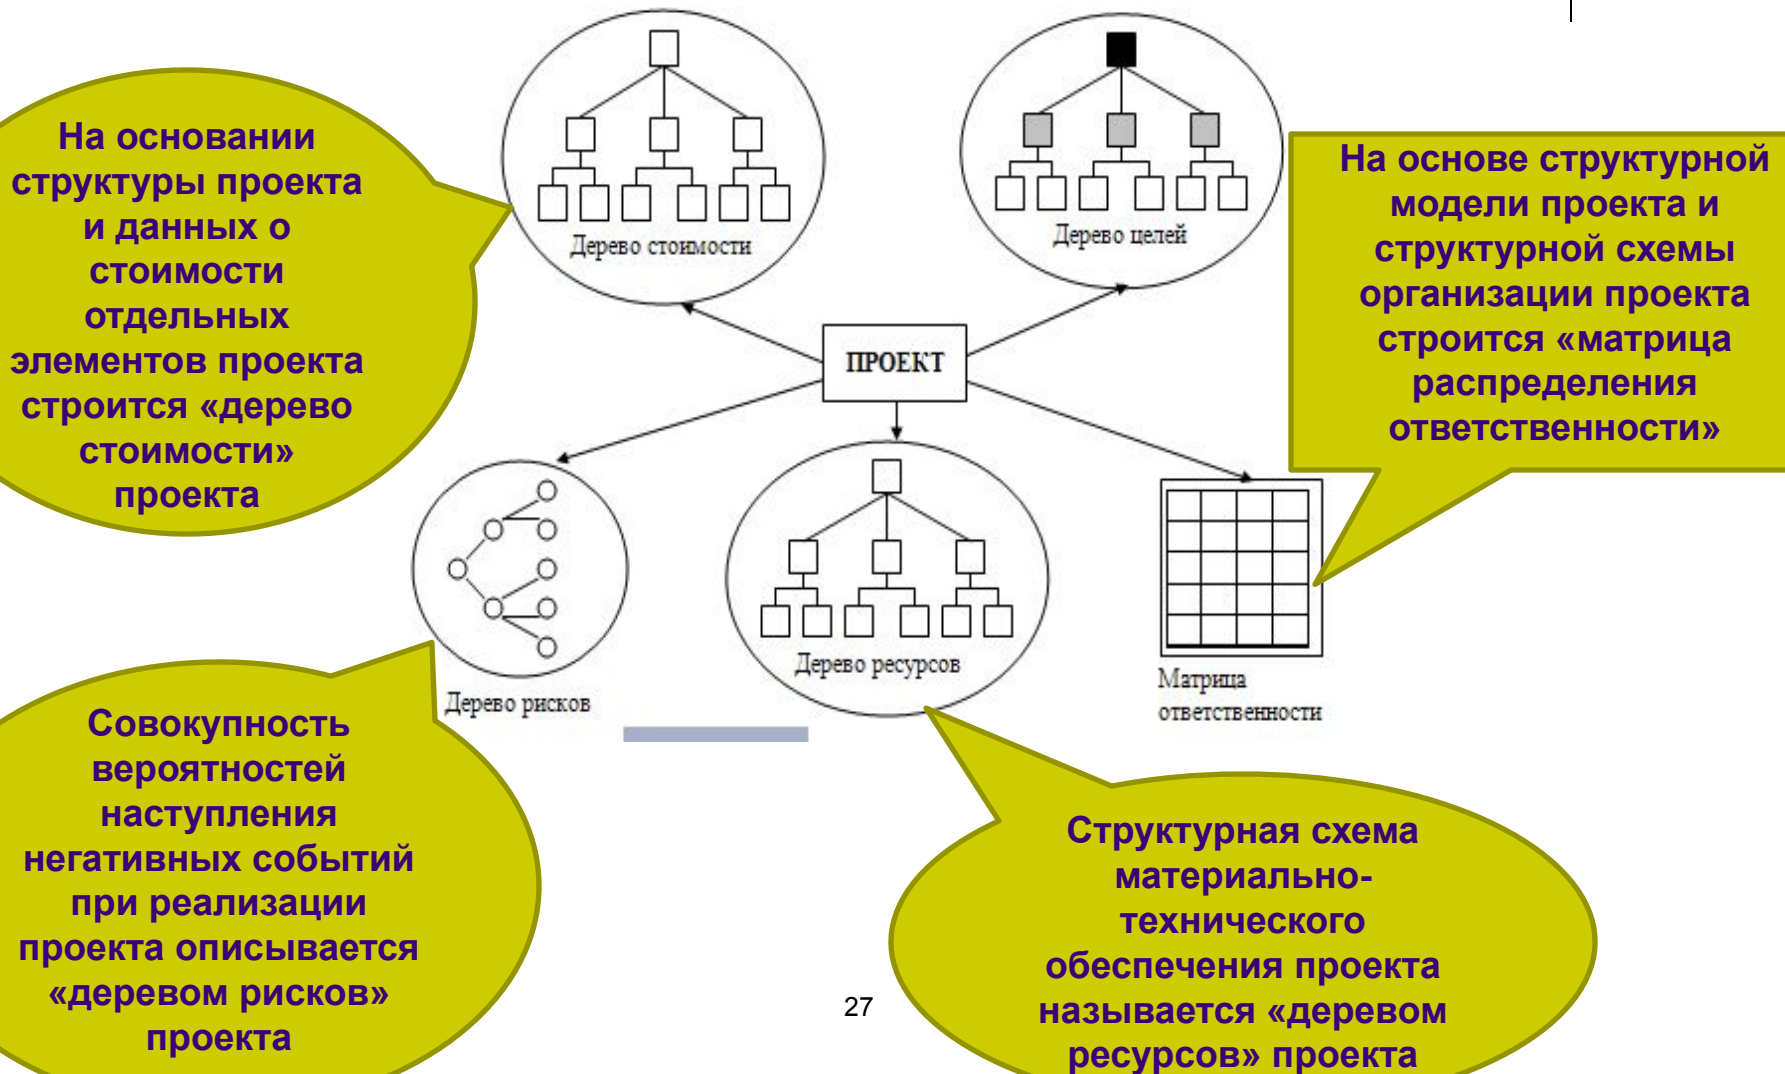 На основании
структуры проекта
и данных о
стоимости
отдельных
элементов проекта
строится «дерево
стоимости»
проекта
Дерево стоимости
Дерево целей
На основе структурной
модели проекта и
структурной схемы
организации проекта
строится «матрица
распределения
ответственности»
ПРОЕКТ
Дерево рисков
Дерево ресурсов
Матрица
ответственности
Совокупность
вероятностей
наступления
негативных событий
при реализации
проекта описывается
«деревом рисков»
проекта
Структурная схема
материально-
технического
обеспечения проекта
называется «деревом
ресурсов» проекта
27